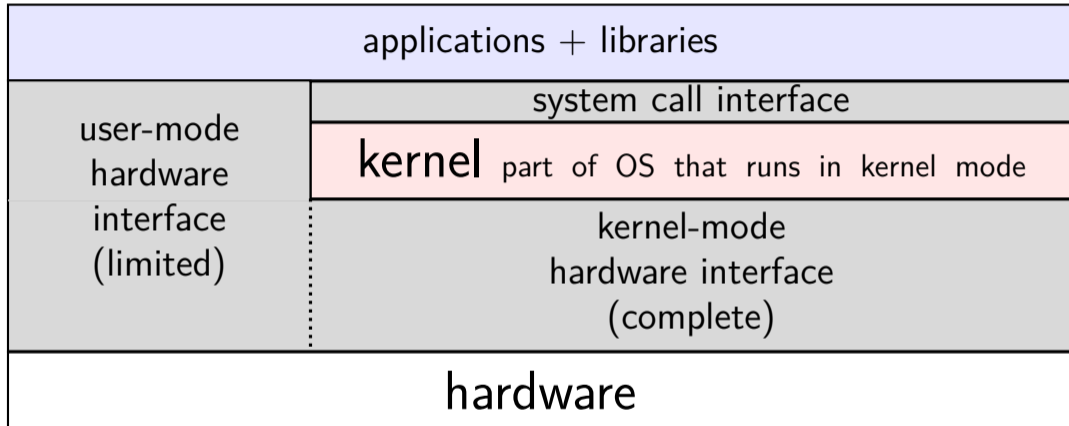 applications + libraries
system call interface
user-mode
hardware
interface
(limited)
kernel part of OS that runs in kernel mode
kernel-mode
hardware interface
(complete)
hardware